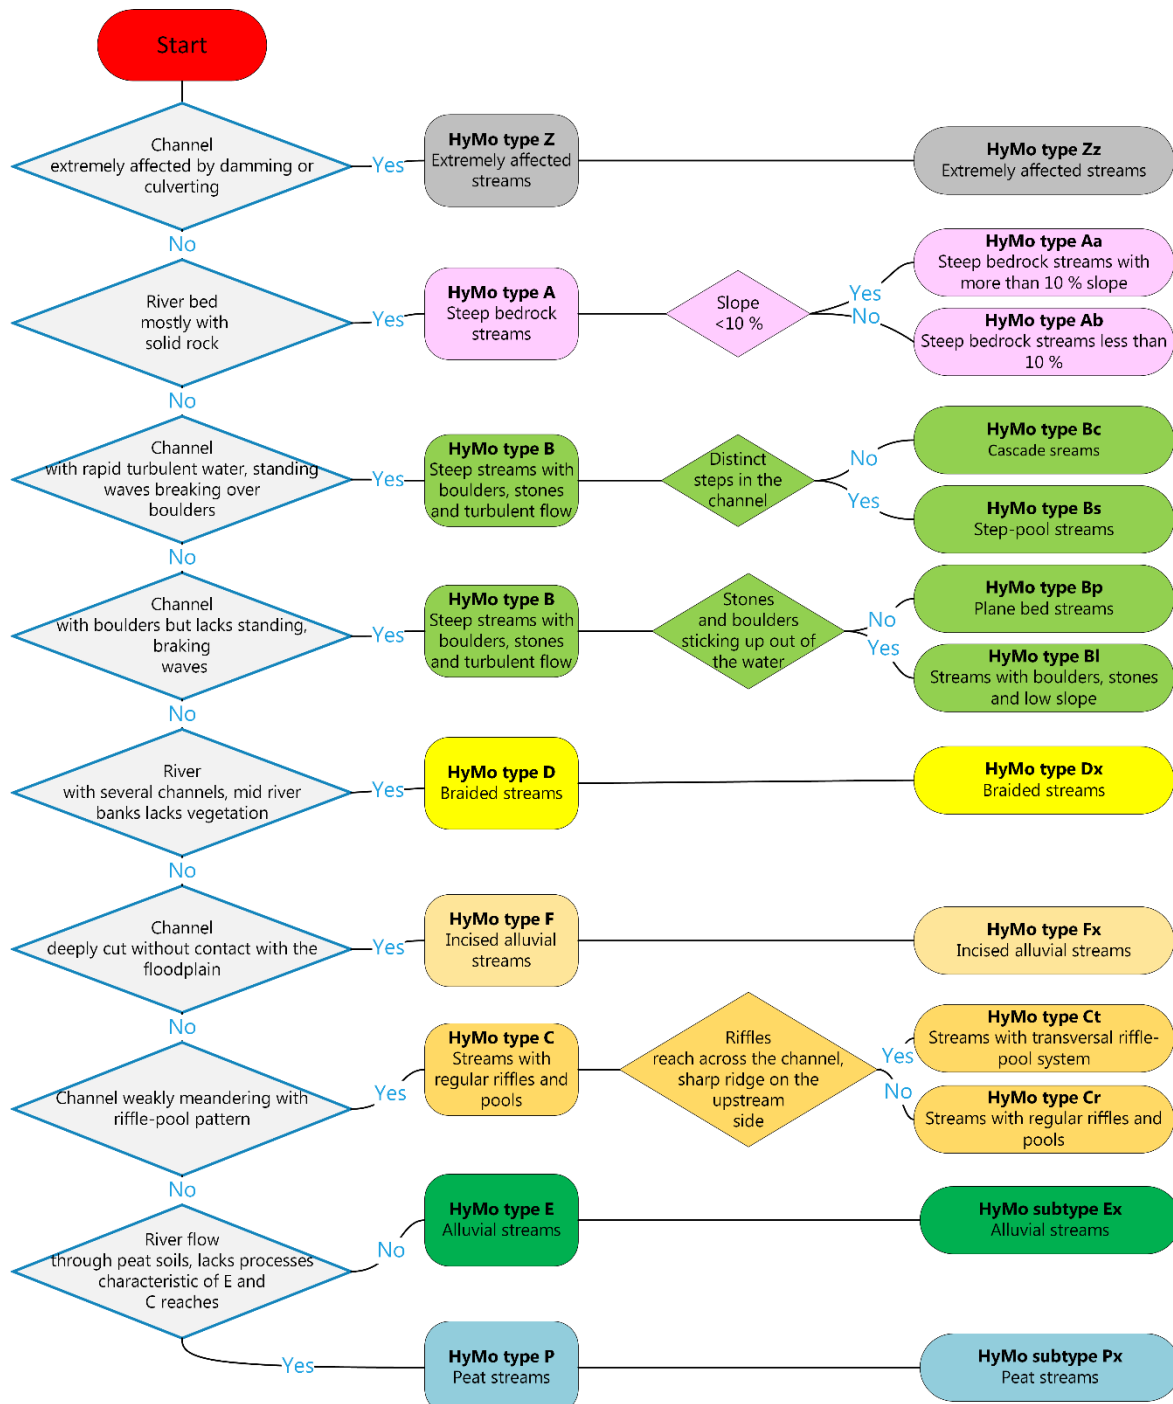 Start
Channel
extremely affected by damming or
culverting
Yes
HyMo type Z
Extremely affected
streams
HyMo type Zz
Extremely affected streams
No
River bed
mostly with
solid rock
Yes
HyMo type A
Steep bedrock
streams
Slope
<10 %
Yes
No
HyMo type Aa
Steep bedrock streams with
more than 10 % slope
HyMo type Ab
Steep bedrock streams less than
10 %
No
Channel
with rapid turbulent water, standing
waves breaking over
boulders
Yes
HyMo type B
Steep streams with
boulders, stones
and turbulent flow
Distinct
steps in the
channel
No
Yes
HyMo type Bc
Cascade sreams
HyMo type Bs
Step-pool streams
No
Channel
with boulders but lacks standing,
braking
waves
Yes
HyMo type B
Steep streams with
boulders, stones
and turbulent flow
Stones
and boulders
sticking up out of
the water
No
Yes
HyMo type Bp
Plane bed streams
HyMo type Bl
Streams with boulders, stones
and low slope
No
River
with several channels, mid river
banks lacks vegetation
Yes
HyMo type D
Braided streams
HyMo type Dx
Braided streams
No
Channel
deeply cut without contact with the
floodplain
Yes
HyMo type F
Incised alluvial
streams
HyMo type Fx
Incised alluvial streams
No
Channel weakly meandering with
riffle-pool pattern
Yes
HyMo type C
Streams with
regular riffles and
pools
Riffles
reach across the channel,
sharp ridge on the
upstream
side
Yes
No
HyMo type Ct
Streams with transversal riffle-
pool system
HyMo type Cr
Streams with regular riffles and
pools
No
River flow
through peat soils, lacks processes
characteristic of E and
C reaches
No
HyMo type E
Alluvial streams
HyMo subtype Ex
Alluvial streams
Yes
HyMo type P
Peat streams
HyMo subtype Px
Peat streams